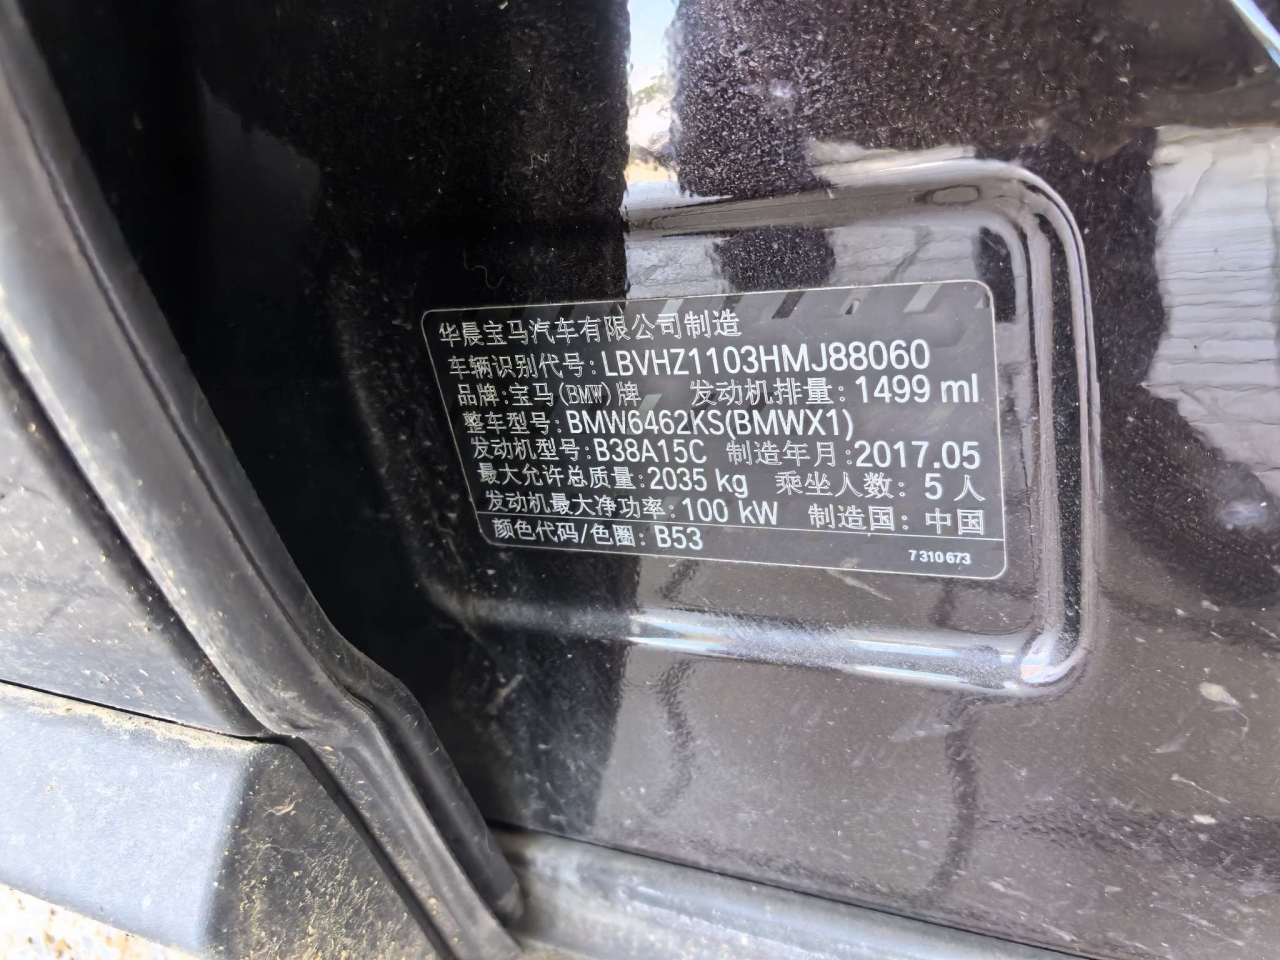 华晨宝马汽车有限公司制造
车辆识别代号: LBVHZ1103HMJ88060
品牌: 宝马(BMW)牌 发动机排量: 1499 ml
整车型号: BMW6462KS(BMWX1)
发动机型号: B38A15C 制造年月: 2017.05
最大允许总质量: 2035 kg 乘坐人数: 5 人
发动机最大净功率: 100 kW 制造国: 中国
颜色代码/色圈: B53 7 310 673